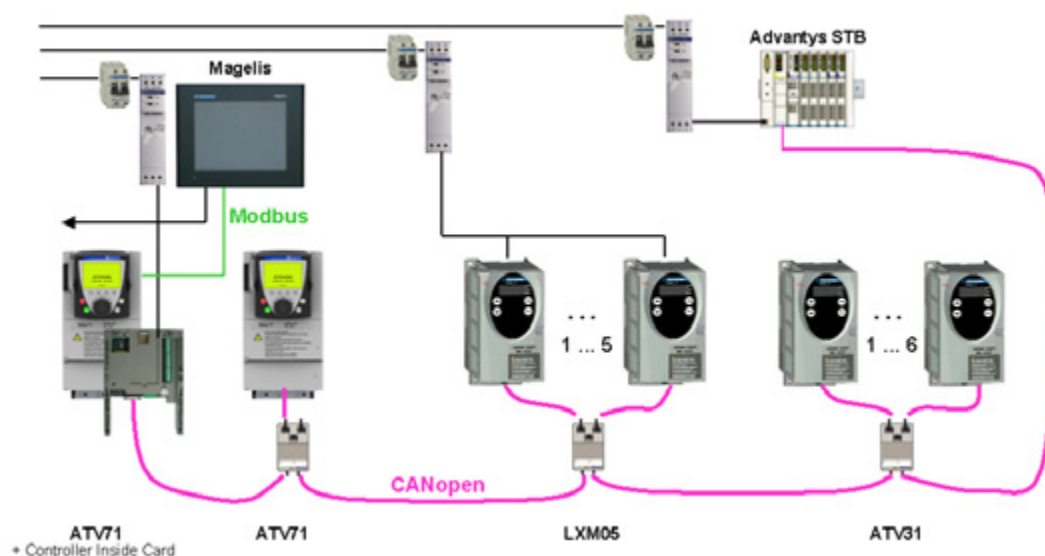 Advantys STB
Magelis
Modbus
. . .
1 ... 5
. . .
1 ... 6
CANopen
ATV71
+ Controller Inside Card
ATV71
LXM05
ATV31